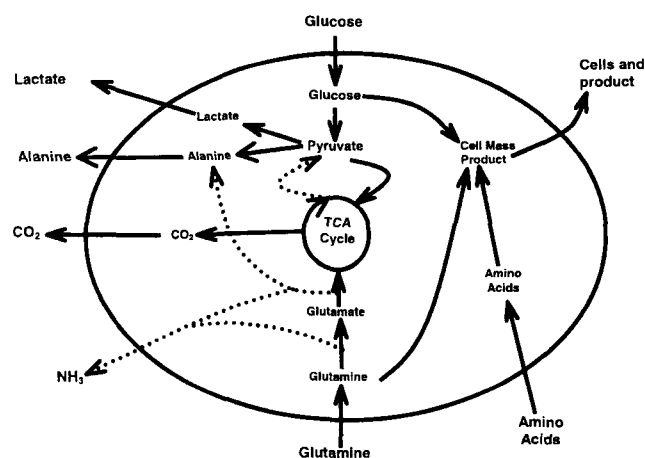 Glucose
Lactate
Cells and
product
Glucose
Lactate
Alanine
Alanine
Pyruvate
Cell Mass
Product
CO₂
CO₂
TCA
Cycle
Amino
Acids
Glutamate
NH₃
Glutamine
Amino
Acids
Glutamine